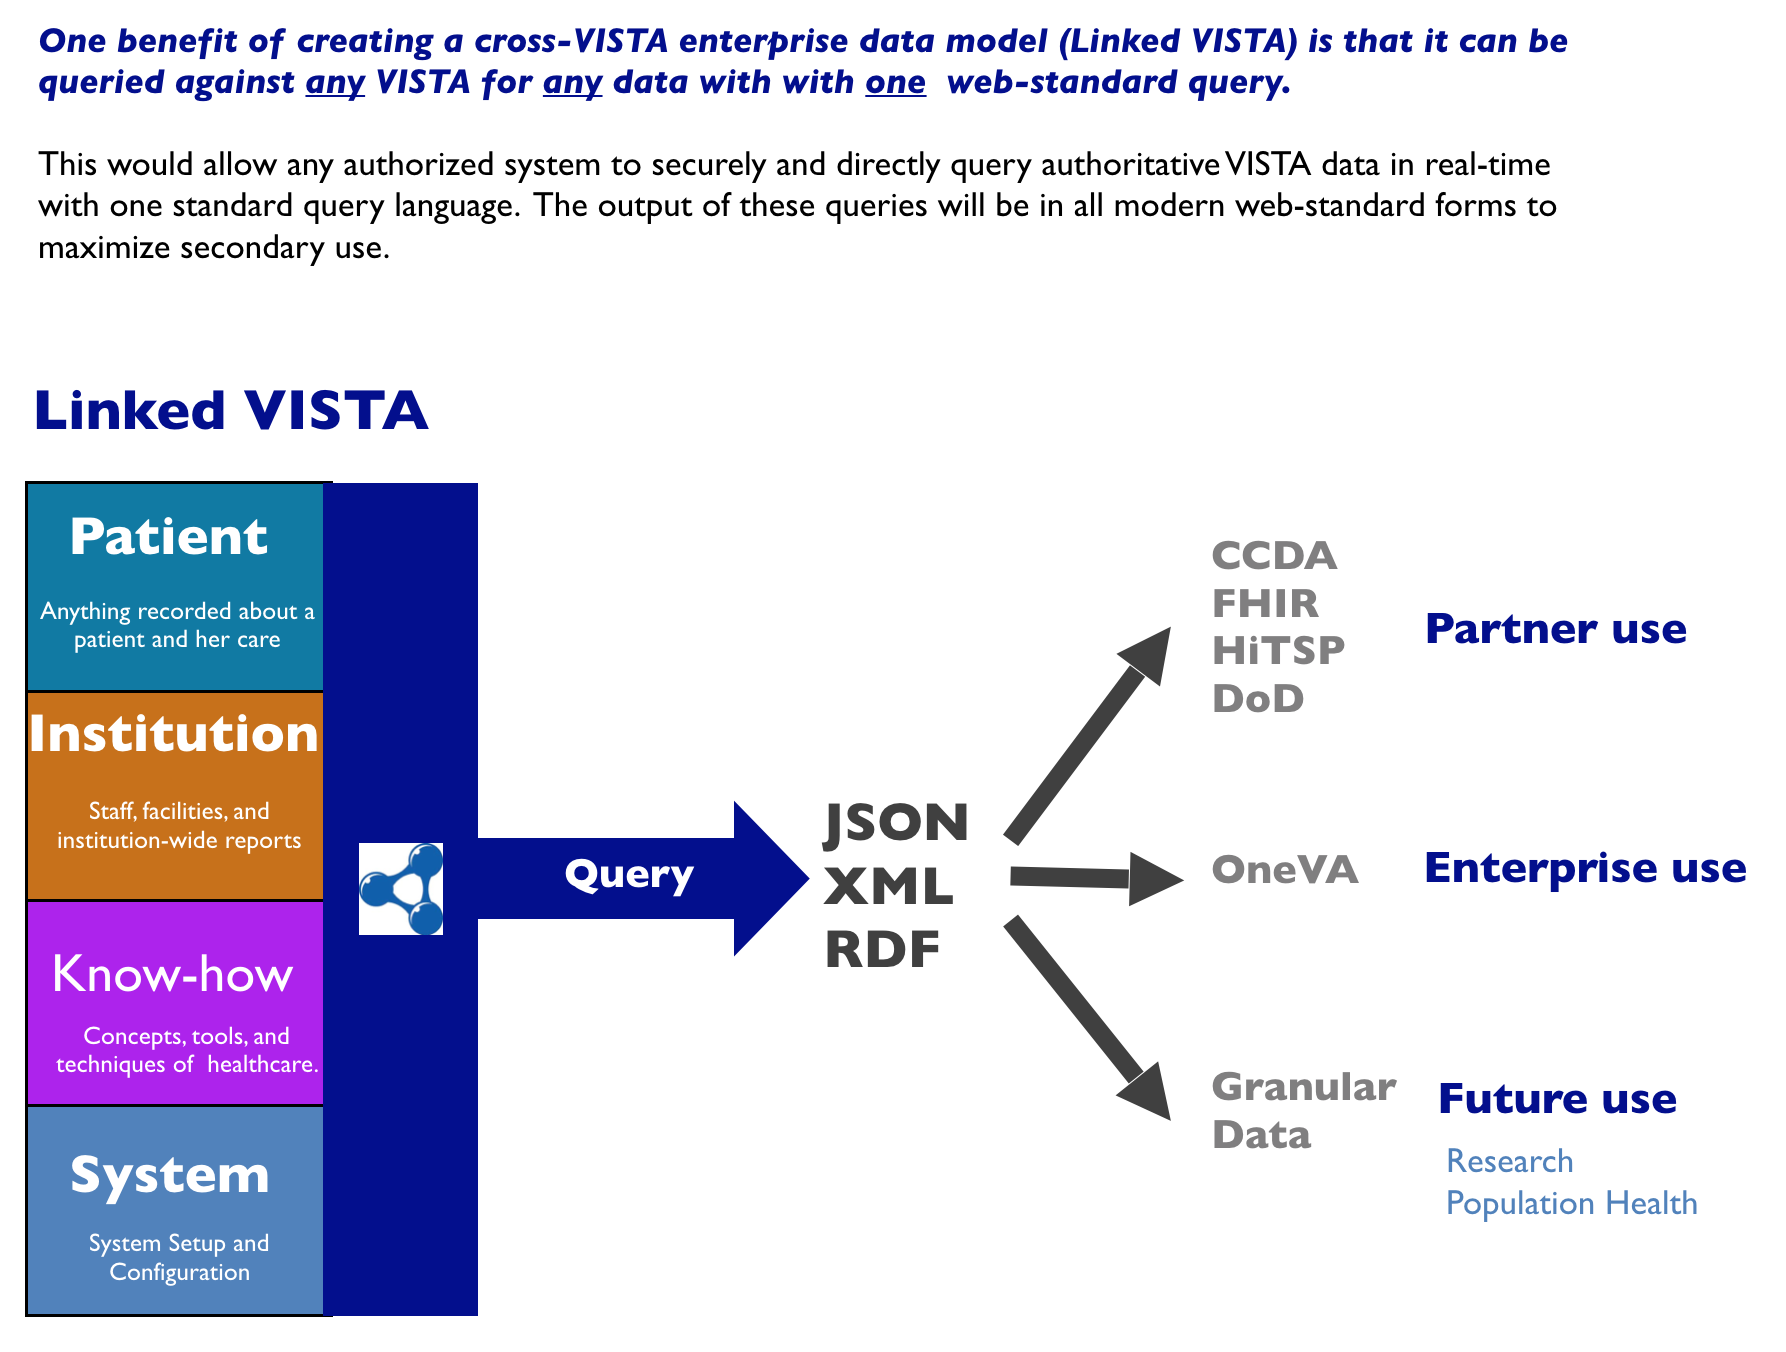 One benefit of creating a cross-VISTA enterprise data model (Linked VISTA) is that it can be
queried against any VISTA for any data with with one web-standard query.
This would allow any authorized system to securely and directly query authoritative VISTA data in real-time
with one standard query language. The output of these queries will be in all modern web-standard forms to
maximize secondary use.
Linked VISTA
Patient
Anything recorded about a
patient and her care
Institution
Staff, facilities, and
institution-wide reports
Know-how
Concepts, tools, and
techniques of healthcare.
System
System Setup and
Configuration
Query
JSON
XML
RDF
CCDA
FHIR
HiTSP
DoD
Partner use
OneVA
Enterprise use
Granular
Data
Future use
Research
Population Health